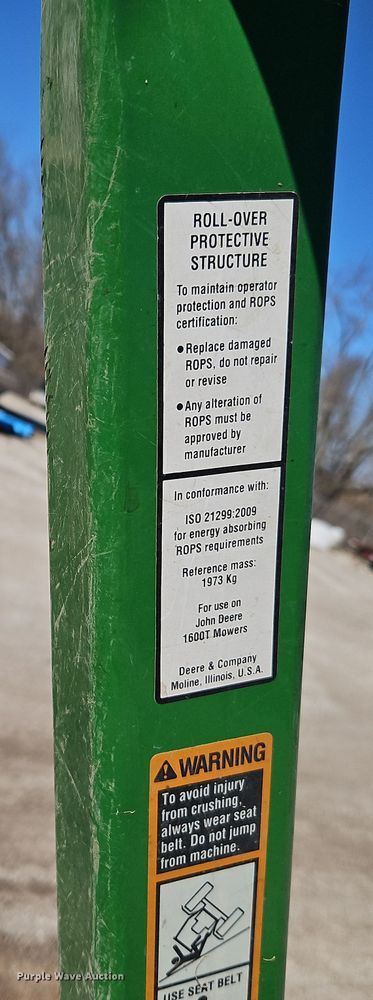 ROLL-OVER
PROTECTIVE
STRUCTURE
To maintain operator
protection and ROPS
certification:
●Replace damaged
ROPS, do not repair
or revise
●Any alteration of
ROPS must be
approved by
manufacturer
In conformance with:
ISO 21299:2009
for energy absorbing
ROPS requirements
Reference mass:
1973 Kg
For use on
John Deere
1600T Mowers
Deere & Company
Moline, Illinois, U.S.A.
WARNING
To avoid injury
from crushing,
always wear seat
belt. Do not jump
from machine.
USE SEAT BELT
Purple Wave Auction